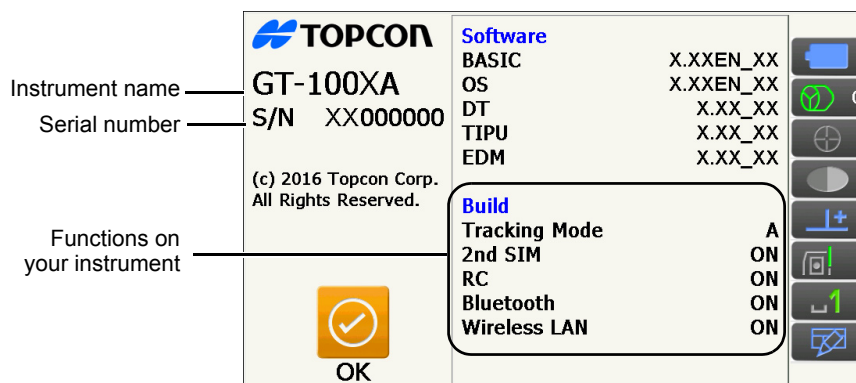 Instrument name
Serial number
Functions on
your instrument
TOPCON
GT-100XA
S/N XX000000
(c) 2016 Topcon Corp.
All Rights Reserved.
OK
Software
BASIC X.XXEN_XX
OS X.XXEN_XX
DT X.XX_XX
TIPU X.XX_XX
EDM X.XX_XX
Build
Tracking Mode A
2nd SIM ON
RC ON
Bluetooth ON
Wireless LAN ON
1